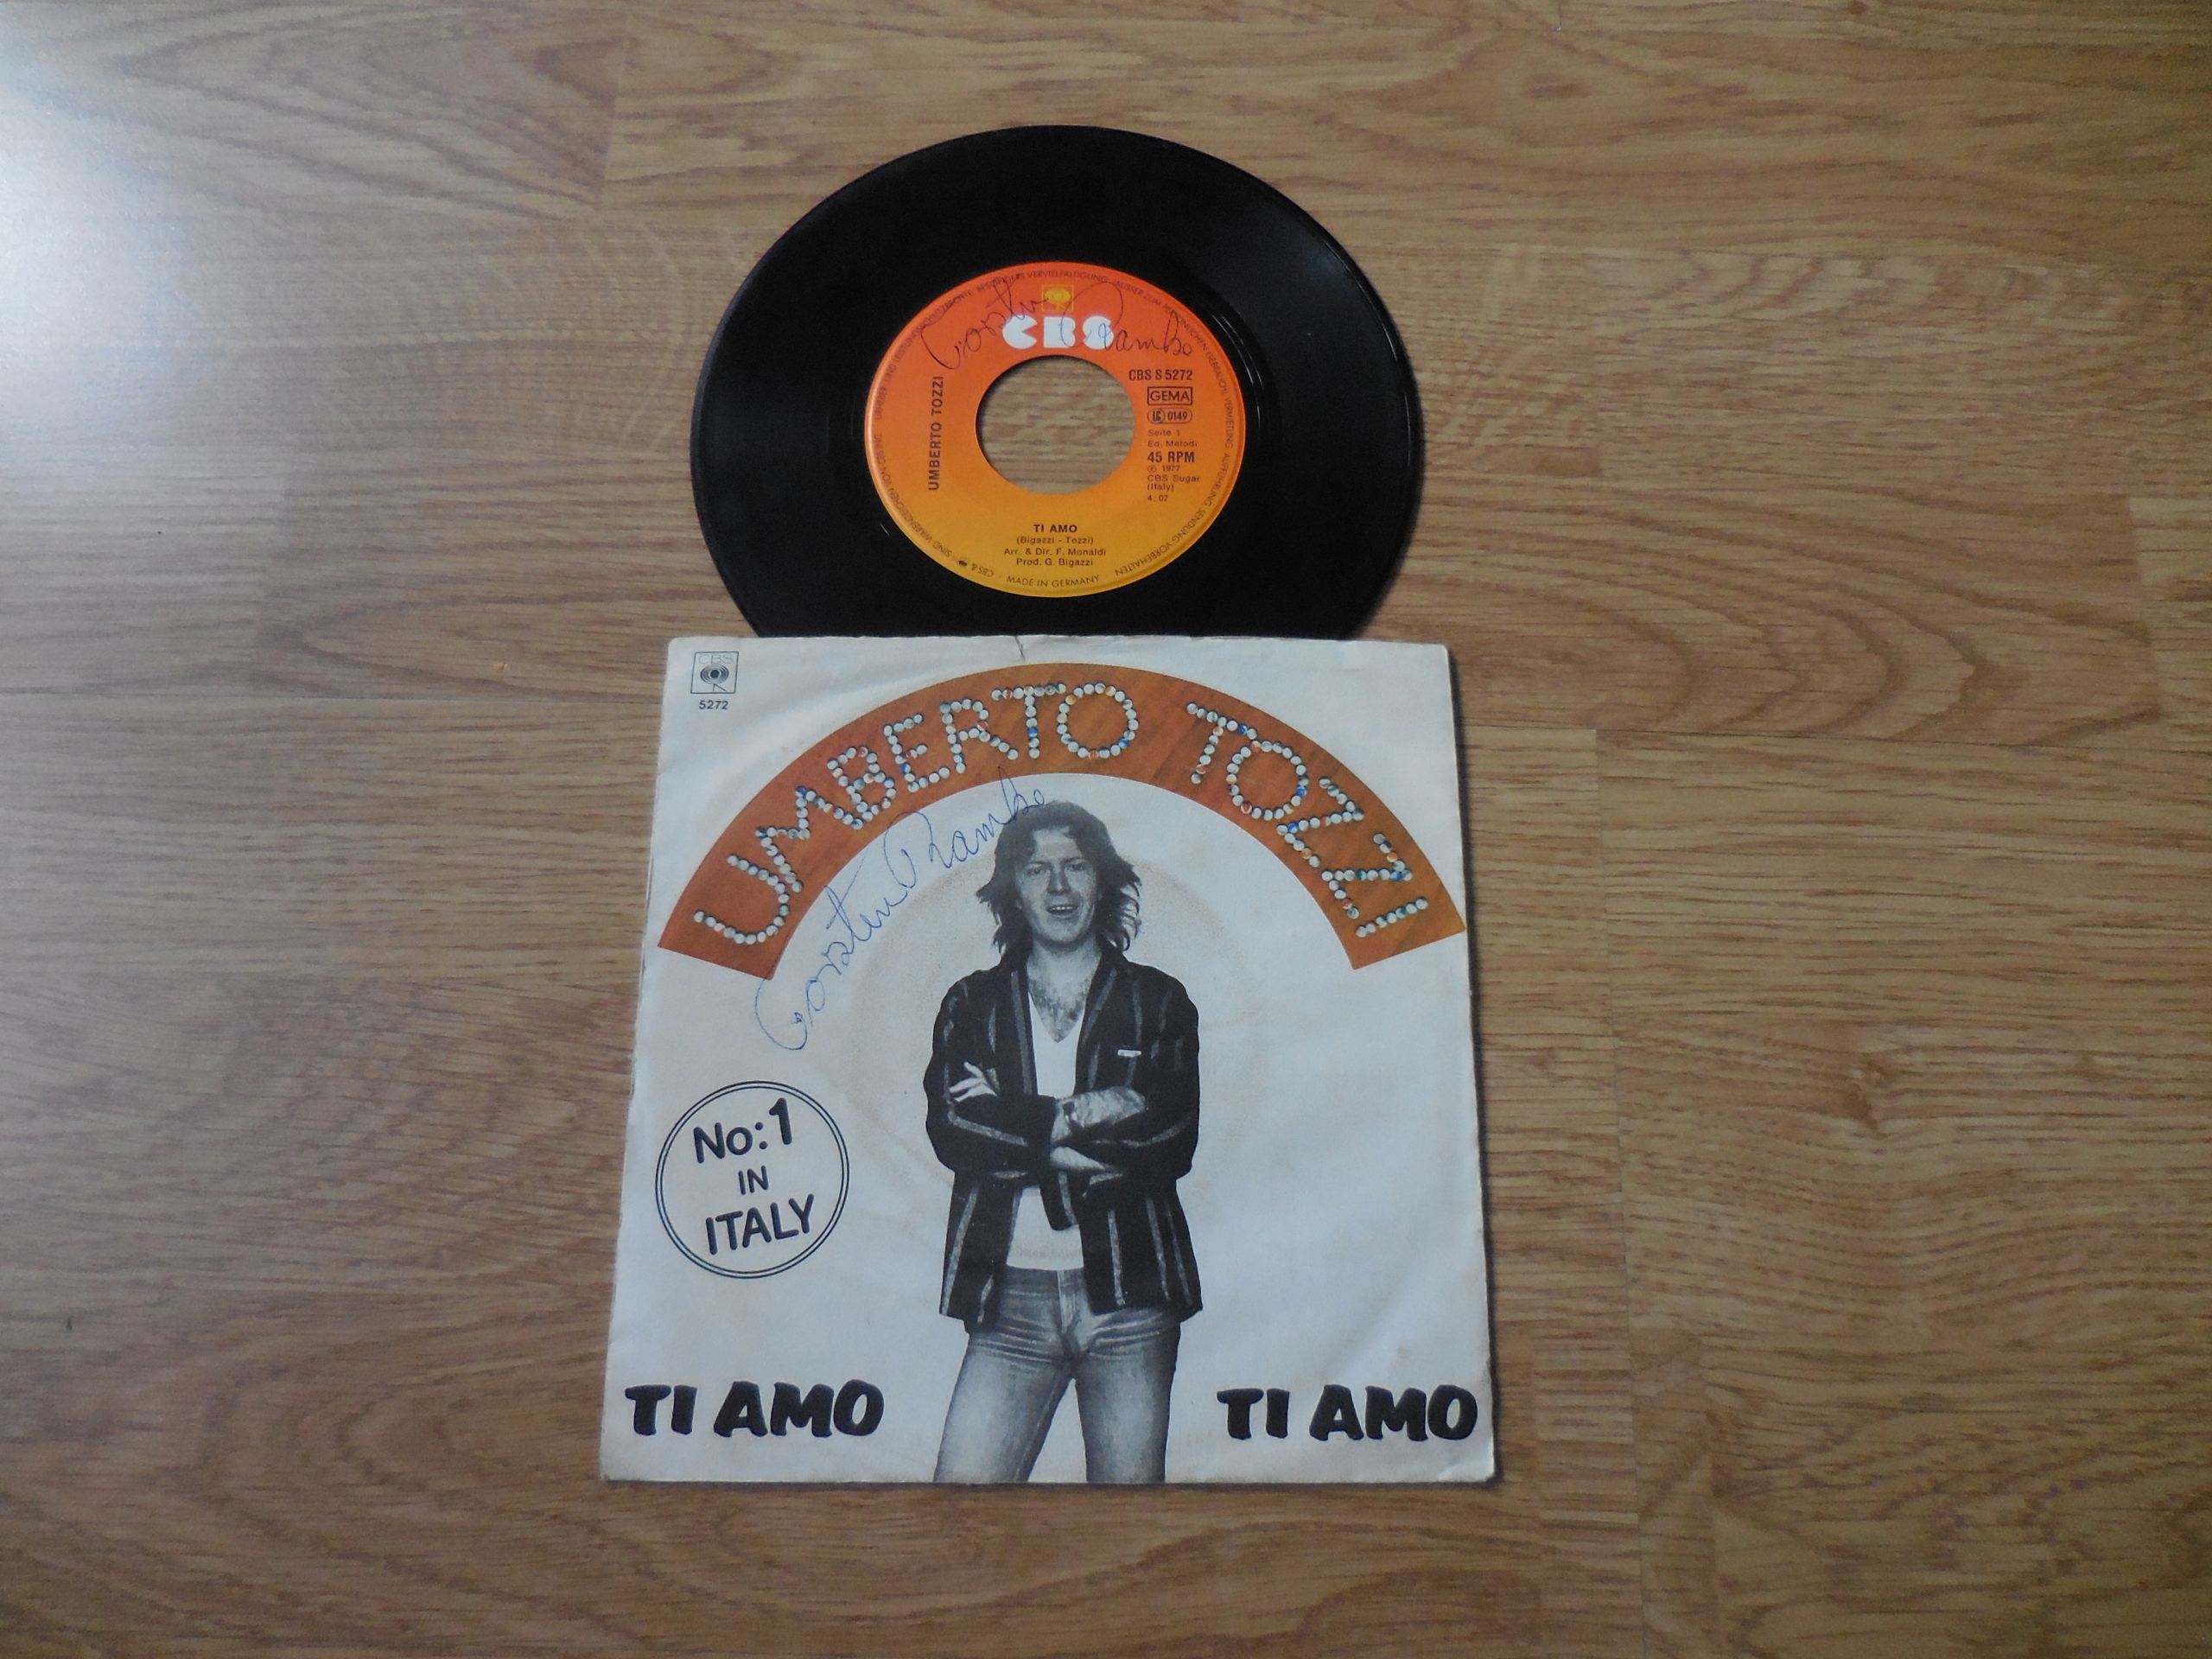 CBS
UMBERTO TOZZI
CBS S 5272
GEMA
LC 0149
Seite 1
Ed. Melodi
45 RPM
℗ 1977
CBS Sugar
(Italy)
4:07
TI AMO
(Bigazzi - Tozzi)
Arr. & Dir. F. Monaldi
Prod. G. Bigazzi
MADE IN GERMANY
CBS
5272
UMBERTO TOZZI
Torsten Rambo
No:1
IN
ITALY
TI AMO TI AMO